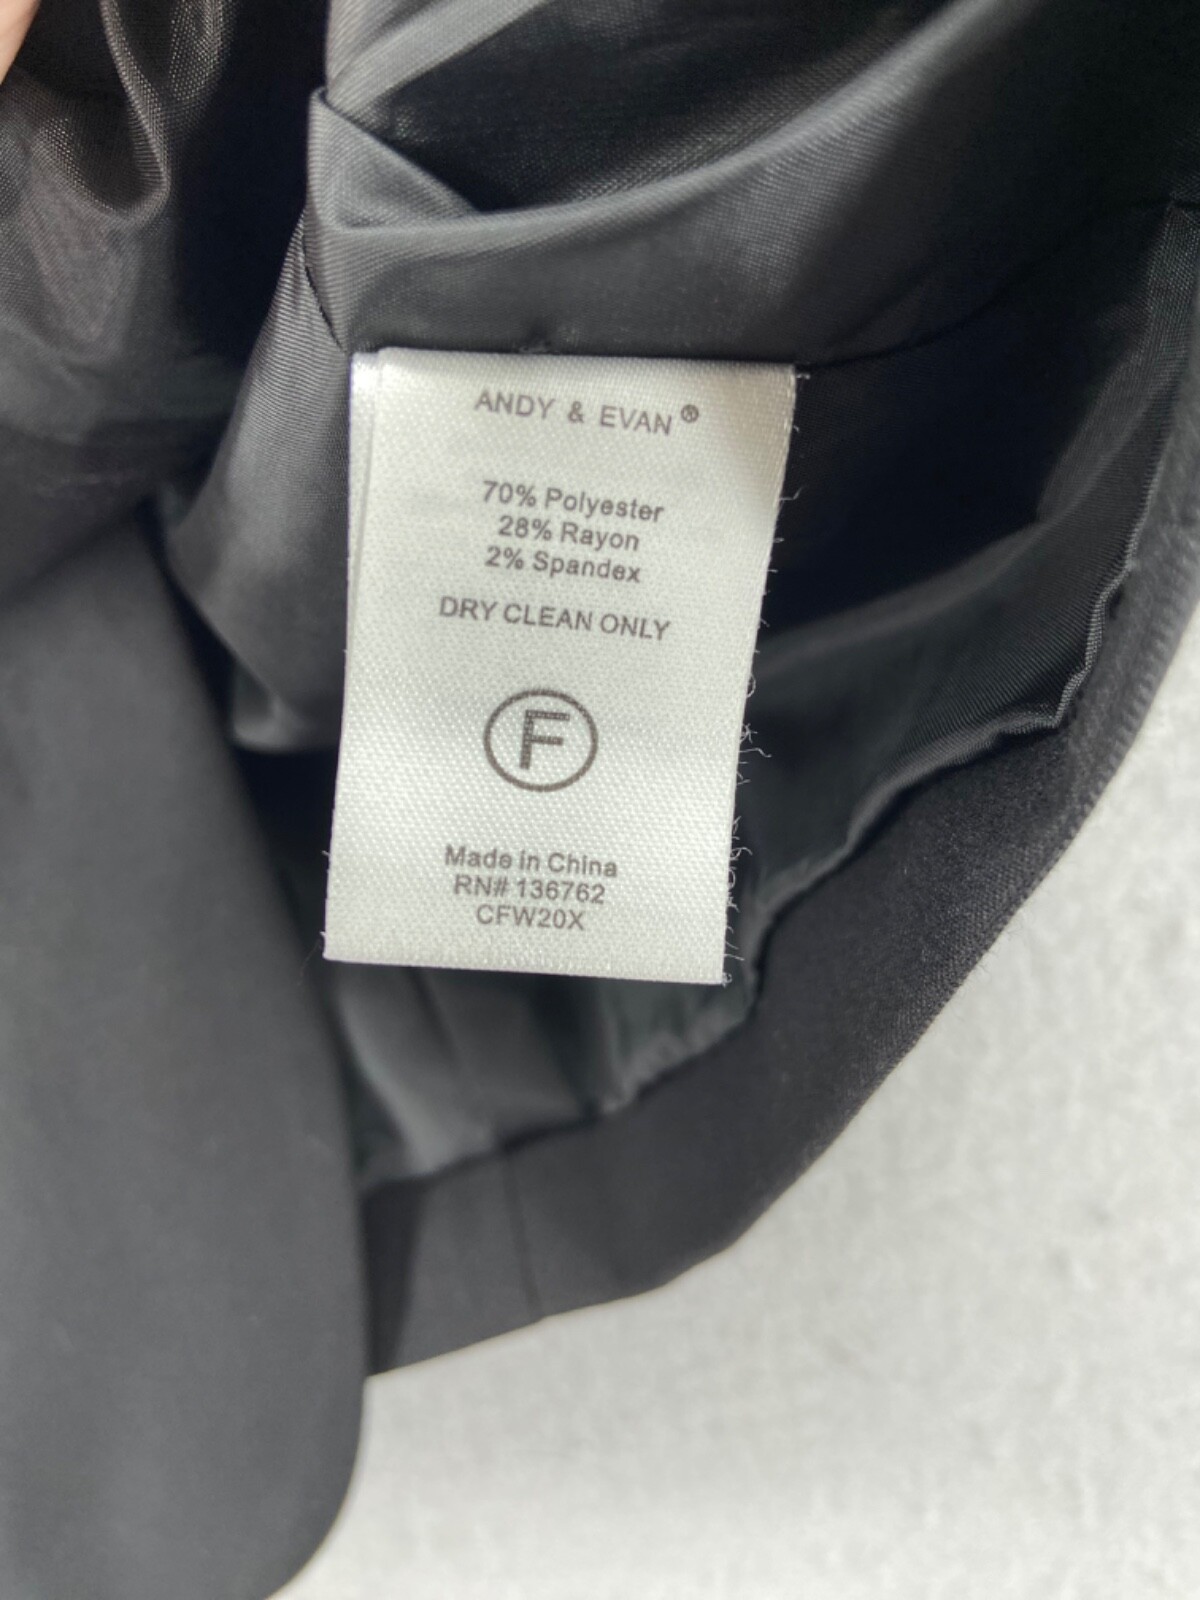 ANDY & EVAN®
70% Polyester
28% Rayon
2% Spandex
DRY CLEAN ONLY
F
Made in China
RN# 136762
CFW20X